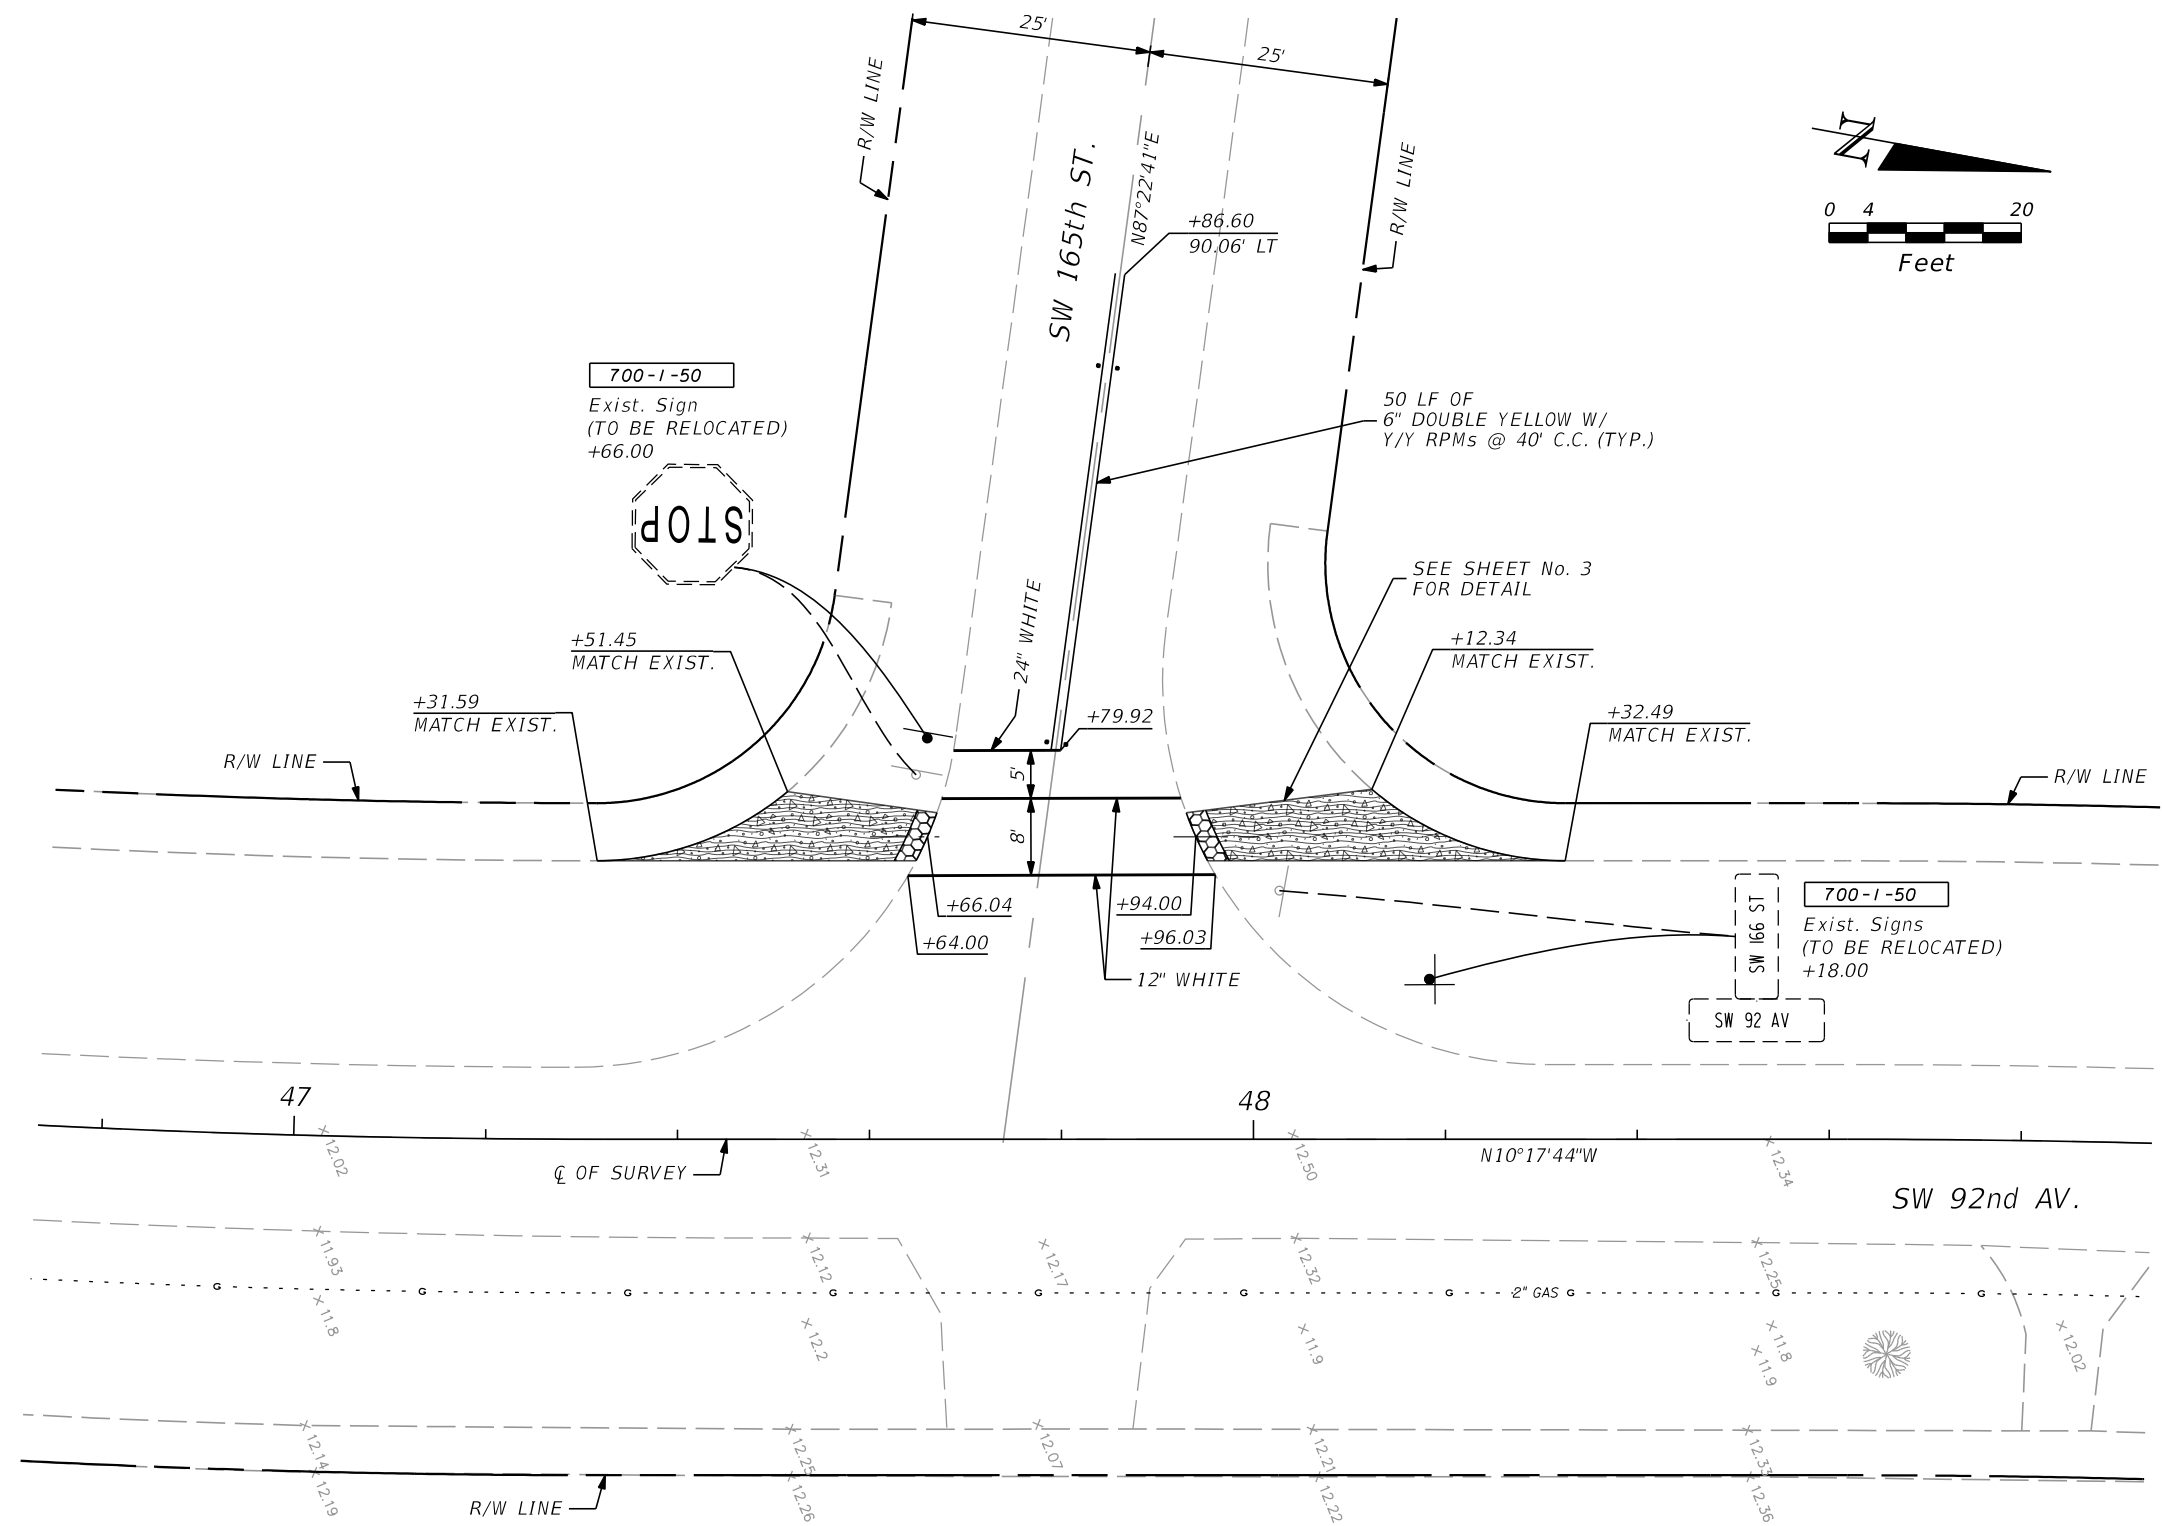 25'
25'
R/W LINE
R/W LINE
SW 165th ST.
N87°22'41"E
+86.60
90.06' LT
N
0 4 20
Feet
700-1-50
Exist. Sign
(TO BE RELOCATED)
+66.00
STOP
50 LF OF
6" DOUBLE YELLOW W/
Y/Y RPMs @ 40' C.C. (TYP.)
SEE SHEET No. 3
FOR DETAIL
24" WHITE
+51.45
MATCH EXIST.
+12.34
MATCH EXIST.
+31.59
MATCH EXIST.
+79.92
+32.49
MATCH EXIST.
R/W LINE
R/W LINE
5'
8'
+66.04
+64.00
+94.00
+96.03
12" WHITE
SW 166 ST
SW 92 AV
700-1-50
Exist. Signs
(TO BE RELOCATED)
+18.00
47
48
12.02
12.31
12.50
12.34
℄ OF SURVEY
N10°17'44"W
SW 92nd AV.
11.93
12.12
12.17
12.32
12.25
G G G G G G 2" GAS G G G
11.8
12.2
11.9
11.8
11.9
12.02
12.14
12.25
12.07
12.21
12.33
12.19
12.26
12.22
12.36
R/W LINE